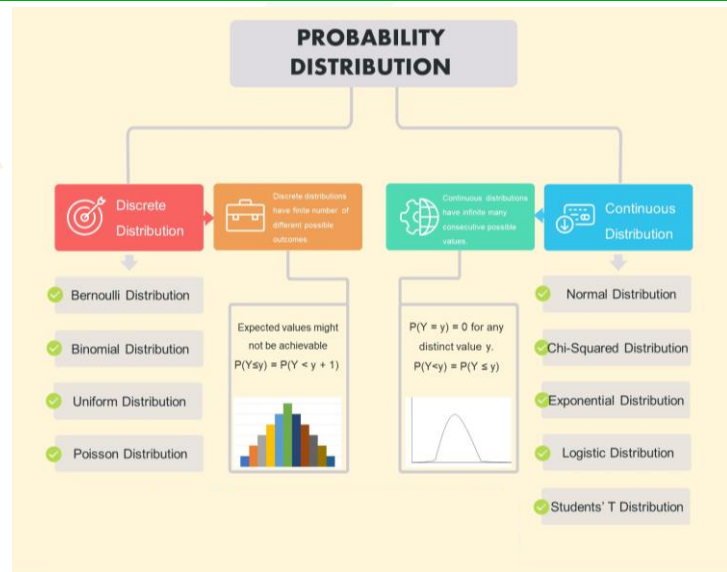 PROBABILITY
DISTRIBUTION
Discrete
Distribution
Discrete distributions
have finite number of
different possible
outcomes.
Continuous distributions
have infinite many
consecutive possible
values.
Continuous
Distribution
Bernoulli Distribution
Binomial Distribution
Uniform Distribution
Poisson Distribution
Expected values might
not be achievable
P(Y≤y) = P(Y < y + 1)
P(Y = y) = 0 for any
distinct value y.
P(Y<y) = P(Y ≤ y)
Normal Distribution
Chi-Squared Distribution
Exponential Distribution
Logistic Distribution
Students' T Distribution